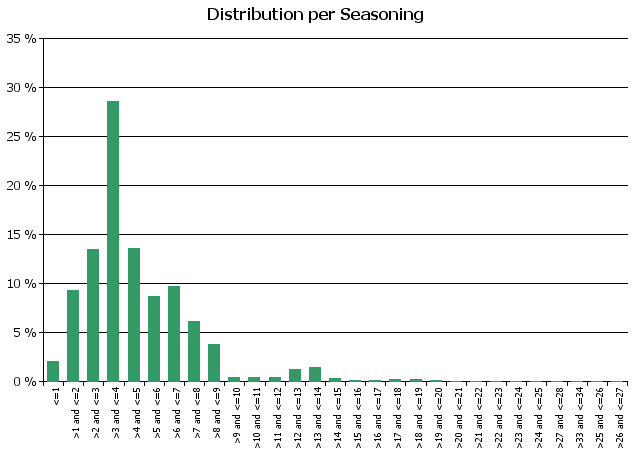 Distribution per Seasoning
35 %
30 %
25 %
20 %
15 %
10 %
5 %
0 %
<=1
>1 and <=2
>2 and <=3
>3 and <=4
>4 and <=5
>5 and <=6
>6 and <=7
>7 and <=8
>8 and <=9
>9 and <=10
>10 and <=11
>11 and <=12
>12 and <=13
>13 and <=14
>14 and <=15
>15 and <=16
>16 and <=17
>17 and <=18
>18 and <=19
>19 and <=20
>20 and <=21
>21 and <=22
>22 and <=23
>23 and <=24
>24 and <=25
>27 and <=28
>28 and <=33
>33 and <=34
>25 and <=26
>26 and <=27